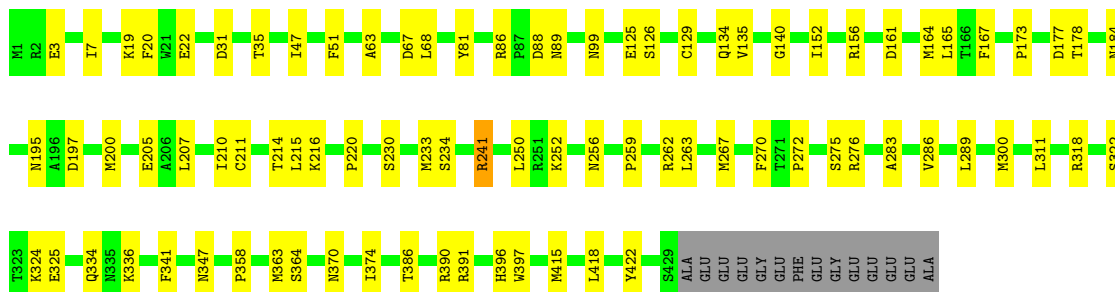 M1 R2 E3 I7 K19 F20 W21 E22 D31 T35 I47 F51 A63 D67 L68 Y81 R86 P87 D88 N89 N99 E125 S126 C129 Q134 V135 G140 I152 R156 D161 M164 L165 T166 F167 P173 D177 T178 N184
N195 A196 D197 M200 E205 A206 L207 I210 C211 T214 L215 K216 P220 S230 M233 S234 R241 L250 R251 K252 N256 P259 R262 L263 M267 F270 T271 P272 S275 R276 A283 V286 L289 M300 L311 R318 S322
T323 K324 E325 Q334 N335 K336 F341 N347 P358 M363 S364 N370 I374 T386 R390 R391 H396 W397 M415 L418 Y422 S429 ALA GLU GLU GLU GLY GLU PHE GLU GLY GLU GLU GLU GLU ALA